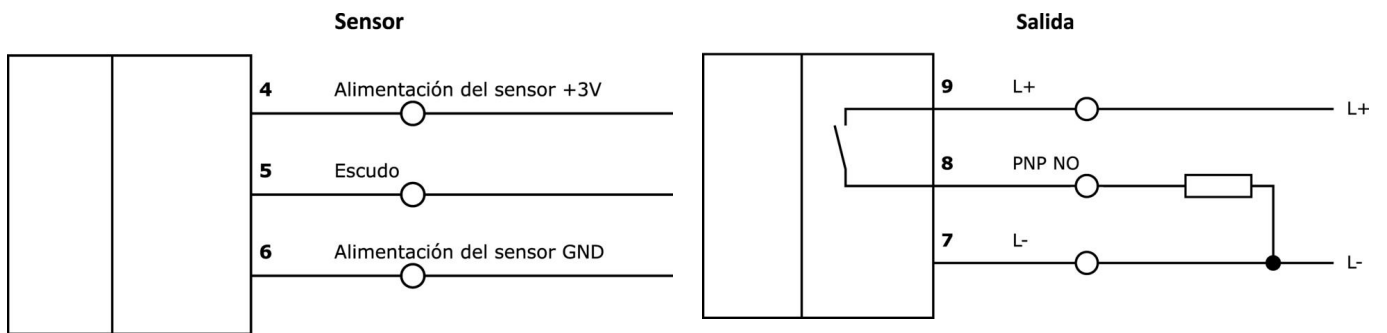 Sensor
4 Alimentación del sensor +3V
5 Escudo
6 Alimentación del sensor GND
Salida
9 L+
L+
8 PNP NO
7 L-
L-